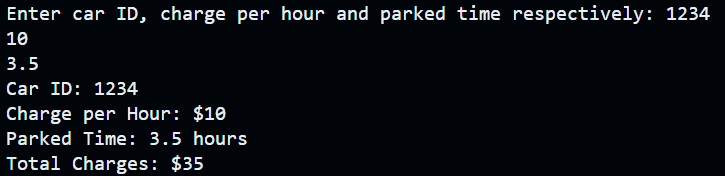 Enter car ID, charge per hour and parked time respectively: 1234
10
3.5
Car ID: 1234
Charge per Hour: $10
Parked Time: 3.5 hours
Total Charges: $35